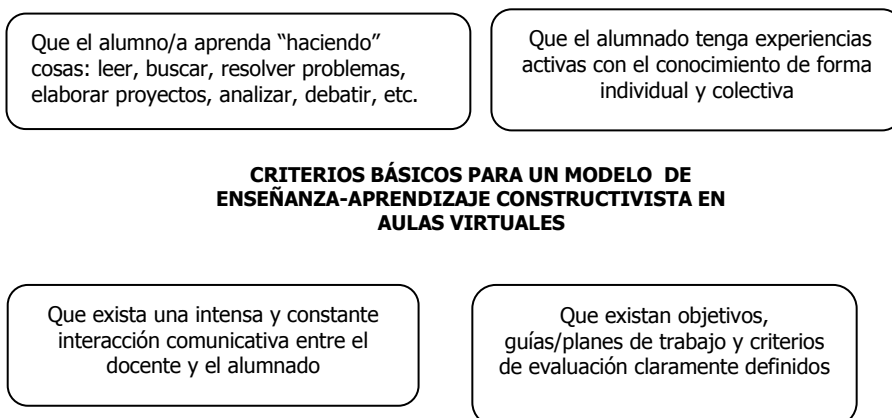 Que el alumno/a aprenda “haciendo”
cosas: leer, buscar, resolver problemas,
elaborar proyectos, analizar, debatir, etc.
Que el alumnado tenga experiencias
activas con el conocimiento de forma
individual y colectiva
CRITERIOS BÁSICOS PARA UN MODELO DE
ENSEÑANZA-APRENDIZAJE CONSTRUCTIVISTA EN
AULAS VIRTUALES
Que exista una intensa y constante
interacción comunicativa entre el
docente y el alumnado
Que existan objetivos,
guías/planes de trabajo y criterios
de evaluación claramente definidos